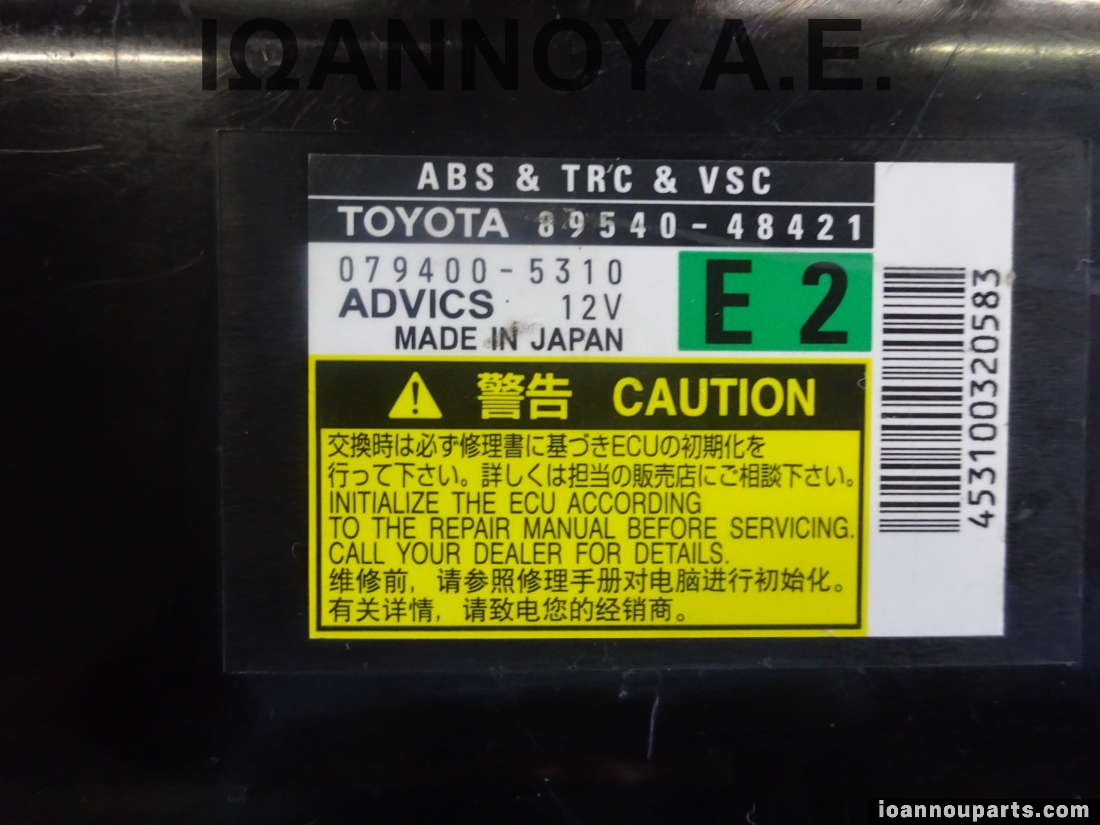 ΙΩΑΝΝΟΥ Α.Ε.
ABS & TRC & VSC
TOYOTA 89540-48421
079400-5310
ADVICS 12V
MADE IN JAPAN
E2
⚠ 警告 CAUTION
交換時は必ず修理書に基づきECUの初期化を
行って下さい。詳しくは担当の販売店にご相談下さい。
INITIALIZE THE ECU ACCORDING
TO THE REPAIR MANUAL BEFORE SERVICING.
CALL YOUR DEALER FOR DETAILS.
维修前，请参照修理手册对电脑进行初始化。
有关详情，请致电您的经销商。
45310032 0583
ioannouparts.com